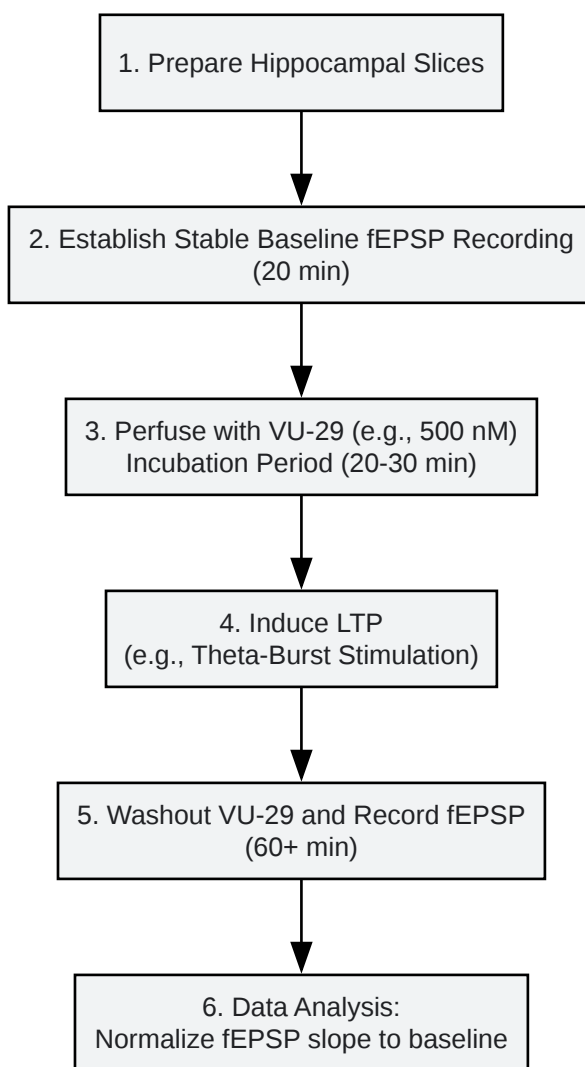 1. Prepare Hippocampal Slices
2. Establish Stable Baseline fEPSP Recording
(20 min)
3. Perfuse with VU-29 (e.g., 500 nM)
Incubation Period (20-30 min)
4. Induce LTP
(e.g., Theta-Burst Stimulation)
5. Washout VU-29 and Record fEPSP
(60+ min)
6. Data Analysis:
Normalize fEPSP slope to baseline